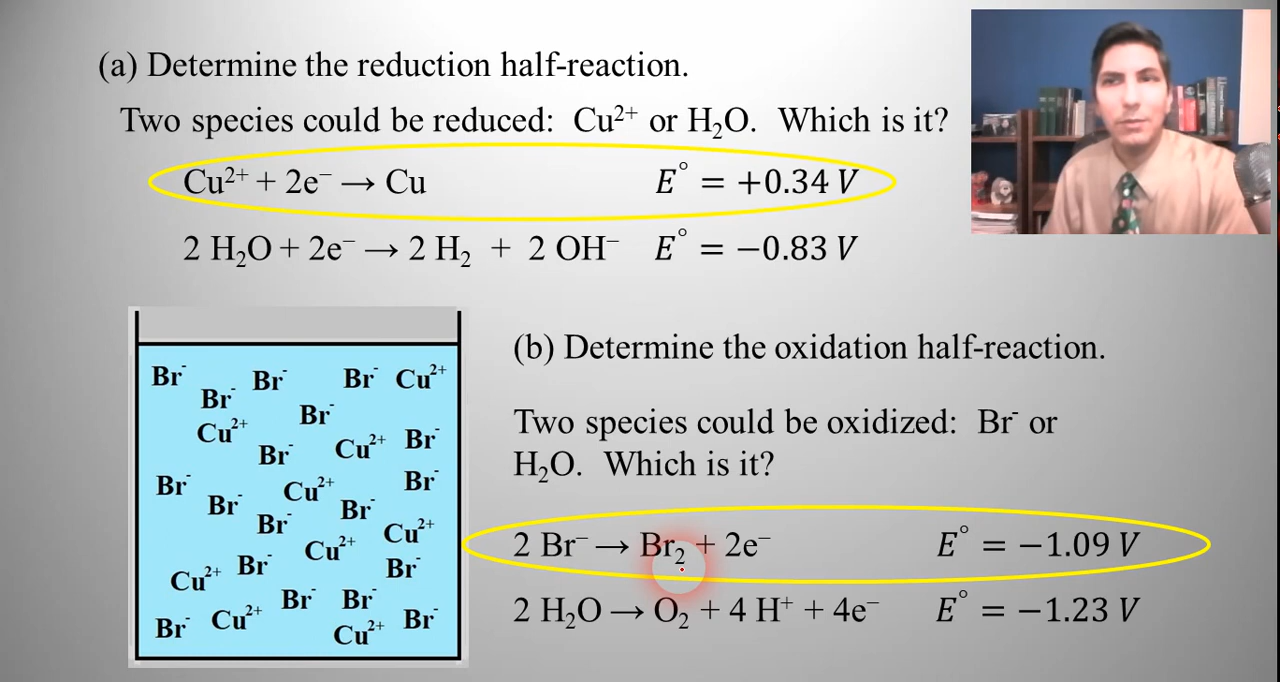 (a) Determine the reduction half-reaction.
Two species could be reduced: Cu²⁺ or H₂O. Which is it?
Cu²⁺ + 2e⁻ → Cu E° = +0.34 V
2 H₂O + 2e⁻ → 2 H₂ + 2 OH⁻ E° = −0.83 V
(b) Determine the oxidation half-reaction.
Two species could be oxidized: Br⁻ or
H₂O. Which is it?
2 Br⁻ → Br₂ + 2e⁻ E° = −1.09 V
2 H₂O → O₂ + 4 H⁺ + 4e⁻ E° = −1.23 V
Br⁻ Br⁻ Br⁻ Cu²⁺
Br⁻ Br⁻
Cu²⁺ Cu²⁺ Br⁻
Br⁻
Br⁻ Cu²⁺ Br⁻
Br⁻ Br⁻
Br⁻ Cu²⁺
Cu²⁺
Cu²⁺ Br⁻ Br⁻
Br⁻ Br⁻
Br⁻ Cu²⁺ Cu²⁺ Br⁻